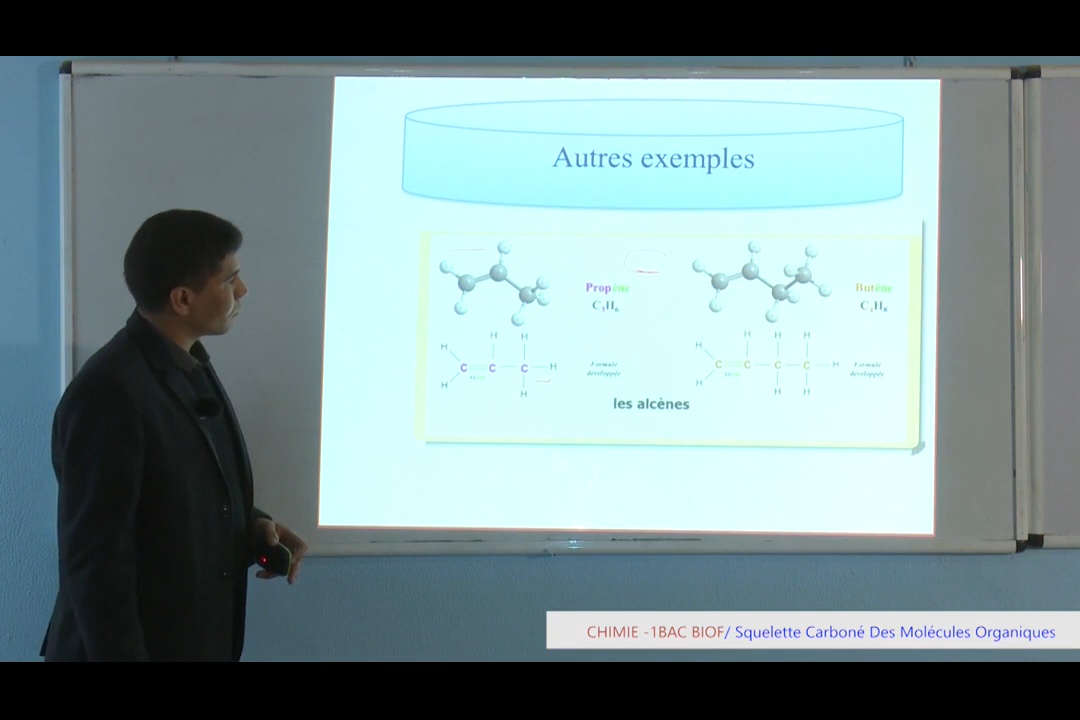 Autres exemples
Propène
C3H6
Butène
C4H8
H H H
C C C H
H
H
Formule
développée
H H H H
C C C C H
H H H
Formule
développée
les alcènes
CHIMIE -1BAC BIOF/ Squelette Carboné Des Molécules Organiques